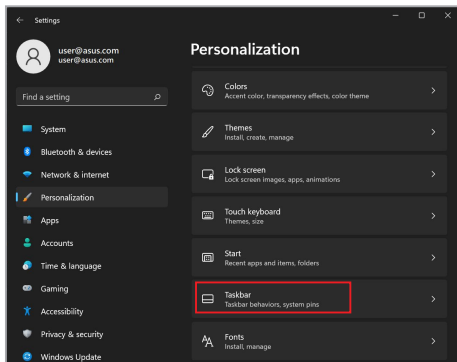 Settings
user@asus.com
user@asus.com
Find a setting
System
Bluetooth & devices
Network & internet
Personalization
Apps
Accounts
Time & language
Gaming
Accessibility
Privacy & security
Windows Update
Personalization
Colors
Accent color, transparency effects, color theme
Themes
Install, create, manage
Lock screen
Lock screen images, apps, animations
Touch keyboard
Themes, size
Start
Recent apps and items, folders
Taskbar
Taskbar behaviors, system pins
Fonts
Install, manage